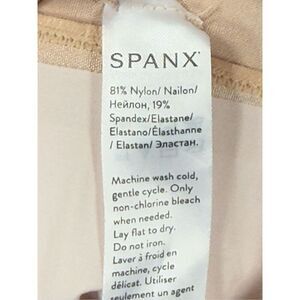 SPANX
81% Nylon/ Nailon/
Нейлон, 19%
Spandex/Elastane/
Elastano/Élasthanne
/ Elastan/ Эластан.
Machine wash cold,
gentle cycle. Only
non-chlorine bleach
when needed.
Lay flat to dry.
Do not iron.
Laver à froid en
machine, cycle
délicat. Utiliser
seulement un agent